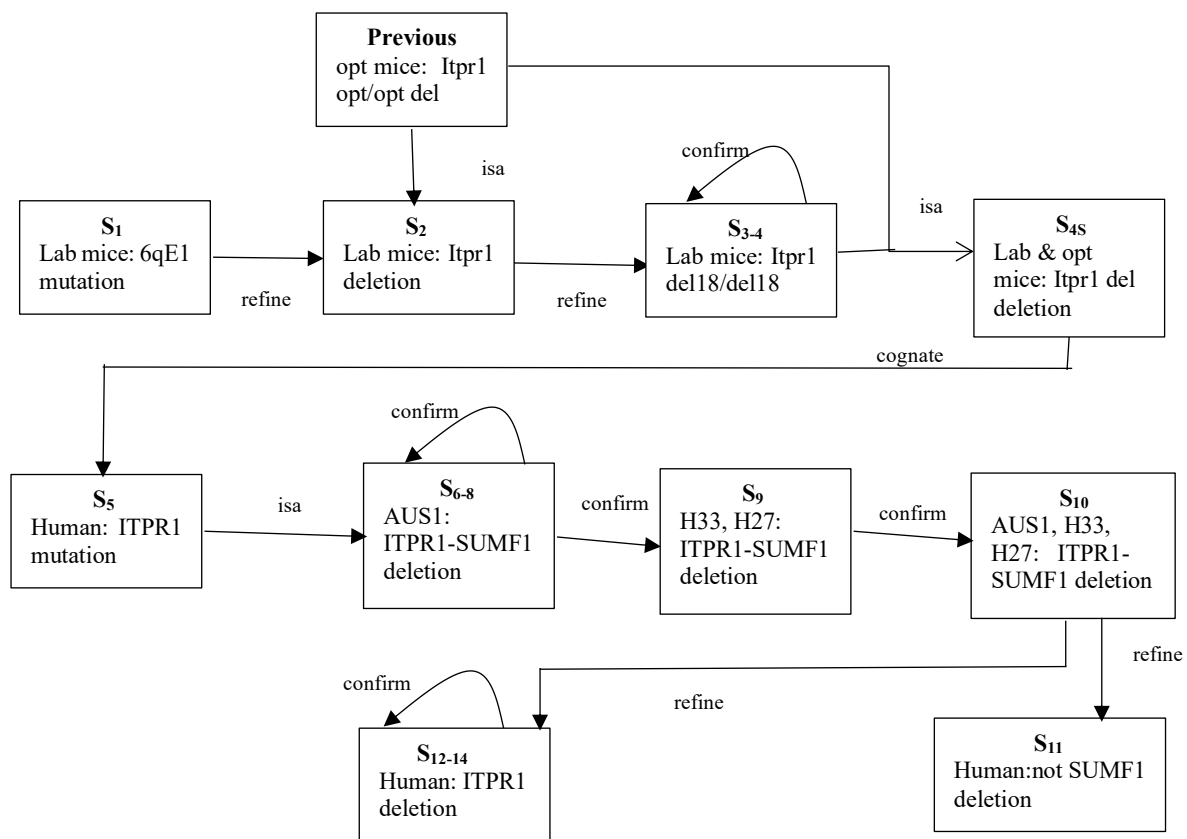 Previous
opt mice: Itpr1
opt/opt del
isa
confirm
isa
S1
Lab mice: 6qE1
mutation
refine
S2
Lab mice: Itpr1
deletion
refine
S3-4
Lab mice: Itpr1
del18/del18
S4S
Lab & opt
mice: Itpr1 del
deletion
cognate
confirm
S5
Human: ITPR1
mutation
isa
S6-8
AUS1:
ITPR1-SUMF1
deletion
confirm
S9
H33, H27:
ITPR1-SUMF1
deletion
confirm
S10
AUS1, H33,
H27: ITPR1-
SUMF1 deletion
refine
refine
confirm
S12-14
Human: ITPR1
deletion
S11
Human:not SUMF1
deletion